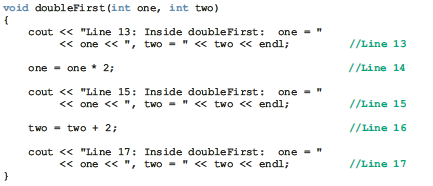 void doubleFirst(int one, int two)
{
    cout << "Line 13: Inside doubleFirst:  one = "
         << one << ", two = " << two << endl;          //Line 13
    one = one * 2;                                     //Line 14
    cout << "Line 15: Inside doubleFirst:  one = "
         << one << ", two = " << two << endl;          //Line 15
    two = two + 2;                                     //Line 16
    cout << "Line 17: Inside doubleFirst:  one = "
         << one << ", two = " << two << endl;          //Line 17
}